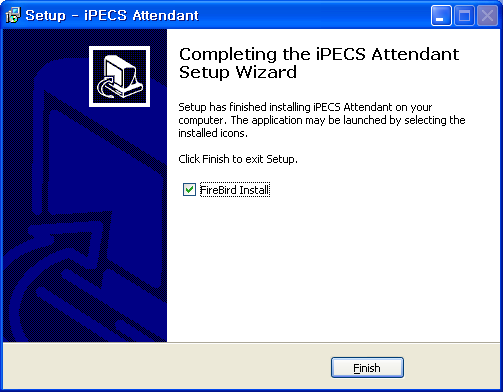 Setup - iPECS Attendant
Completing the iPECS Attendant
Setup Wizard
Setup has finished installing iPECS Attendant on your
computer. The application may be launched by selecting the
installed icons.
Click Finish to exit Setup.
FireBird Install
Finish